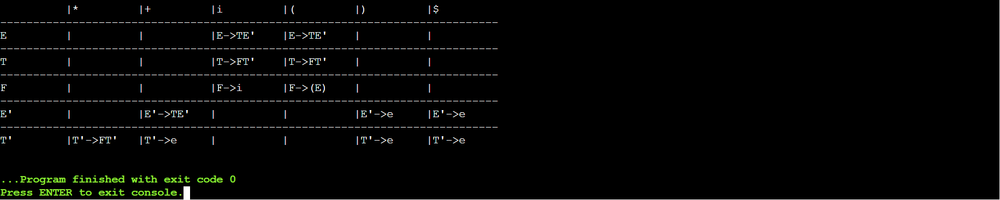 |*         |+         |i         |(         |)         |$
----------------------------------------------------------------------------
E         |          |          |E->TE'    |E->TE'    |          |
----------------------------------------------------------------------------
T         |          |          |T->FT'    |T->FT'    |          |
----------------------------------------------------------------------------
F         |          |          |F->i      |F->(E)    |          |
----------------------------------------------------------------------------
E'        |          |E'->TE'   |          |          |E'->e     |E'->e
----------------------------------------------------------------------------
T'        |T'->FT'   |T'->e     |          |          |T'->e     |T'->e
...Program finished with exit code 0
Press ENTER to exit console.